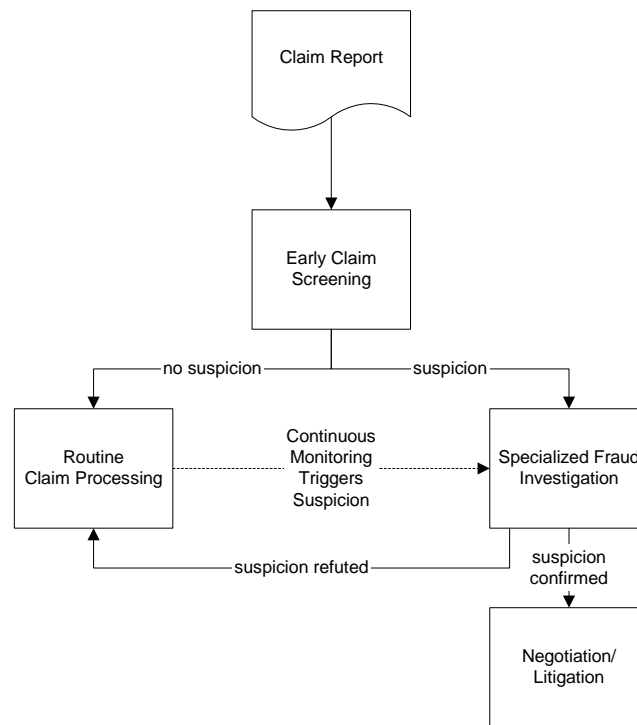 Claim Report
Early Claim
Screening
no suspicion
suspicion
Routine
Claim Processing
Continuous
Monitoring
Triggers
Suspicion
Specialized Fraud
Investigation
suspicion refuted
suspicion
confirmed
Negotiation/
Litigation